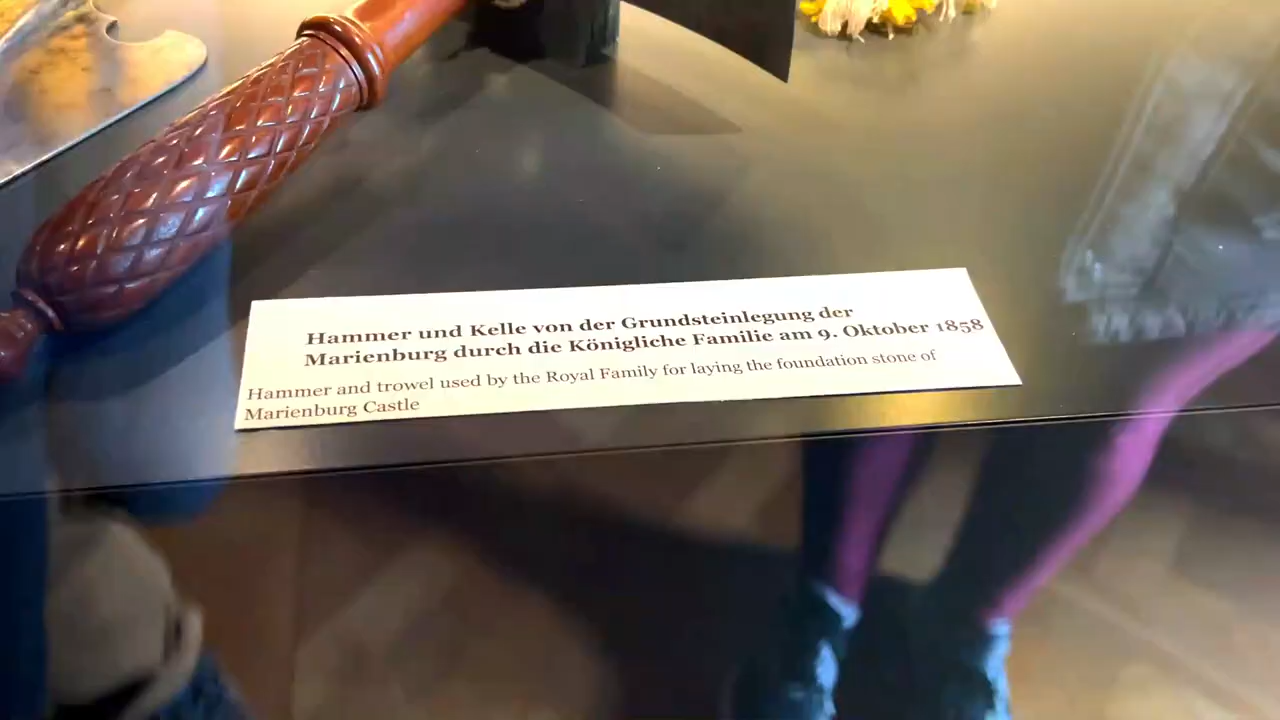 Hammer und Kelle von der Grundsteinlegung der
Marienburg durch die Königliche Familie am 9. Oktober 1858
Hammer and trowel used by the Royal Family for laying the foundation stone of
Marienburg Castle